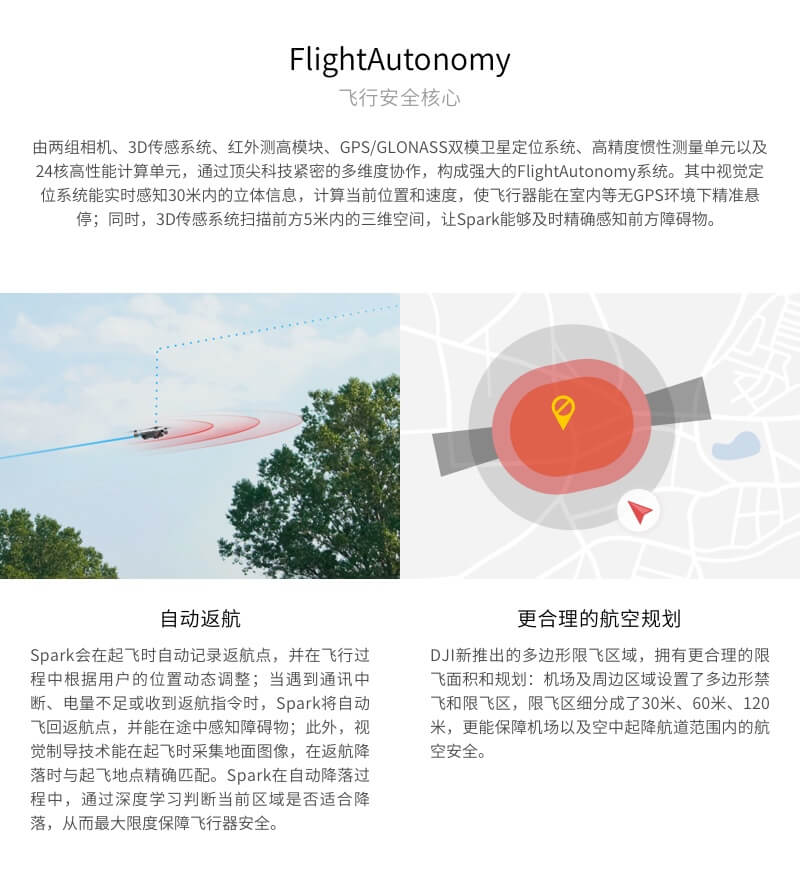 FlightAutonomy
飞行安全核心
由两组相机、3D传感系统、红外测高模块、GPS/GLONASS双模卫星定位系统、高精度惯性测量单元以及
24核高性能计算单元，通过顶尖科技紧密的多维度协作，构成强大的FlightAutonomy系统。其中视觉定
位系统能实时感知30米内的立体信息，计算当前位置和速度，使飞行器能在室内等无GPS环境下精准悬
停；同时，3D传感系统扫描前方5米内的三维空间，让Spark能够及时精确感知前方障碍物。
自动返航
Spark会在起飞时自动记录返航点，并在飞行过
程中根据用户的位置动态调整；当遇到通讯中
断、电量不足或收到返航指令时，Spark将自动
飞回返航点，并能在途中感知障碍物；此外，视
觉制导技术能在起飞时采集地面图像，在返航降
落时与起飞地点精确匹配。Spark在自动降落过
程中，通过深度学习判断当前区域是否适合降
落，从而最大限度保障飞行器安全。
更合理的航空规划
DJI新推出的多边形限飞区域，拥有更合理的限
飞面积和规划：机场及周边区域设置了多边形禁
飞和限飞区，限飞区细分成了30米、60米、120
米，更能保障机场以及空中起降航道范围内的航
空安全。